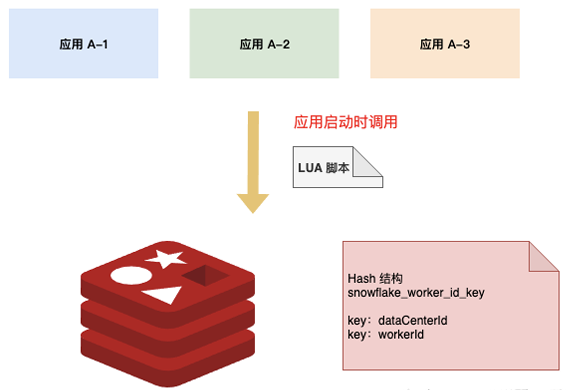 应用 A-1
应用 A-2
应用 A-3
应用启动时调用
LUA 脚本
Hash 结构
snowflake_worker_id_key
key：dataCenterId
key：workerId